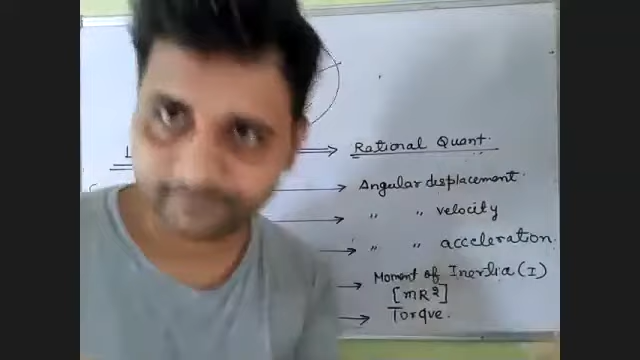 Rational Quant.
Angular displacement
" " velocity
" " acceleration
Moment of Inertia (I)
[mR²]
Torque.